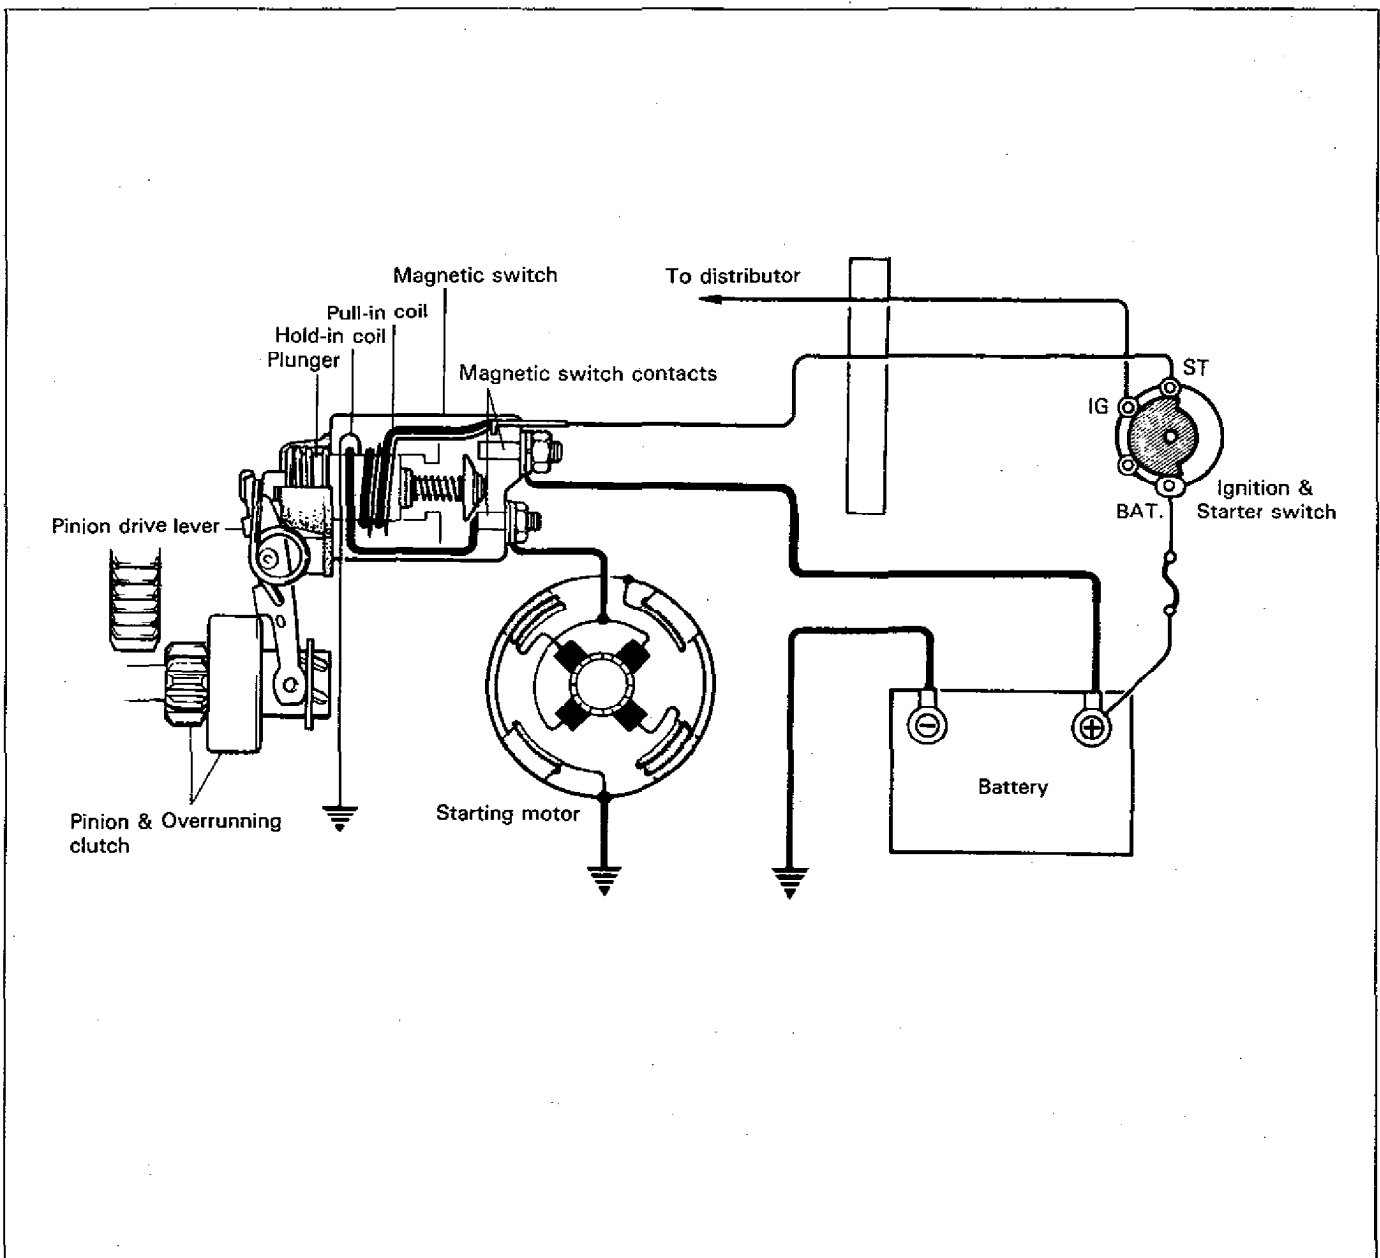 Magnetic switch
To distributor
Pull-in coil
Hold-in coil
Plunger
Magnetic switch contacts
ST
IG
BAT.
Ignition &
Starter switch
Pinion drive lever
Battery
Starting motor
Pinion & Overrunning
clutch